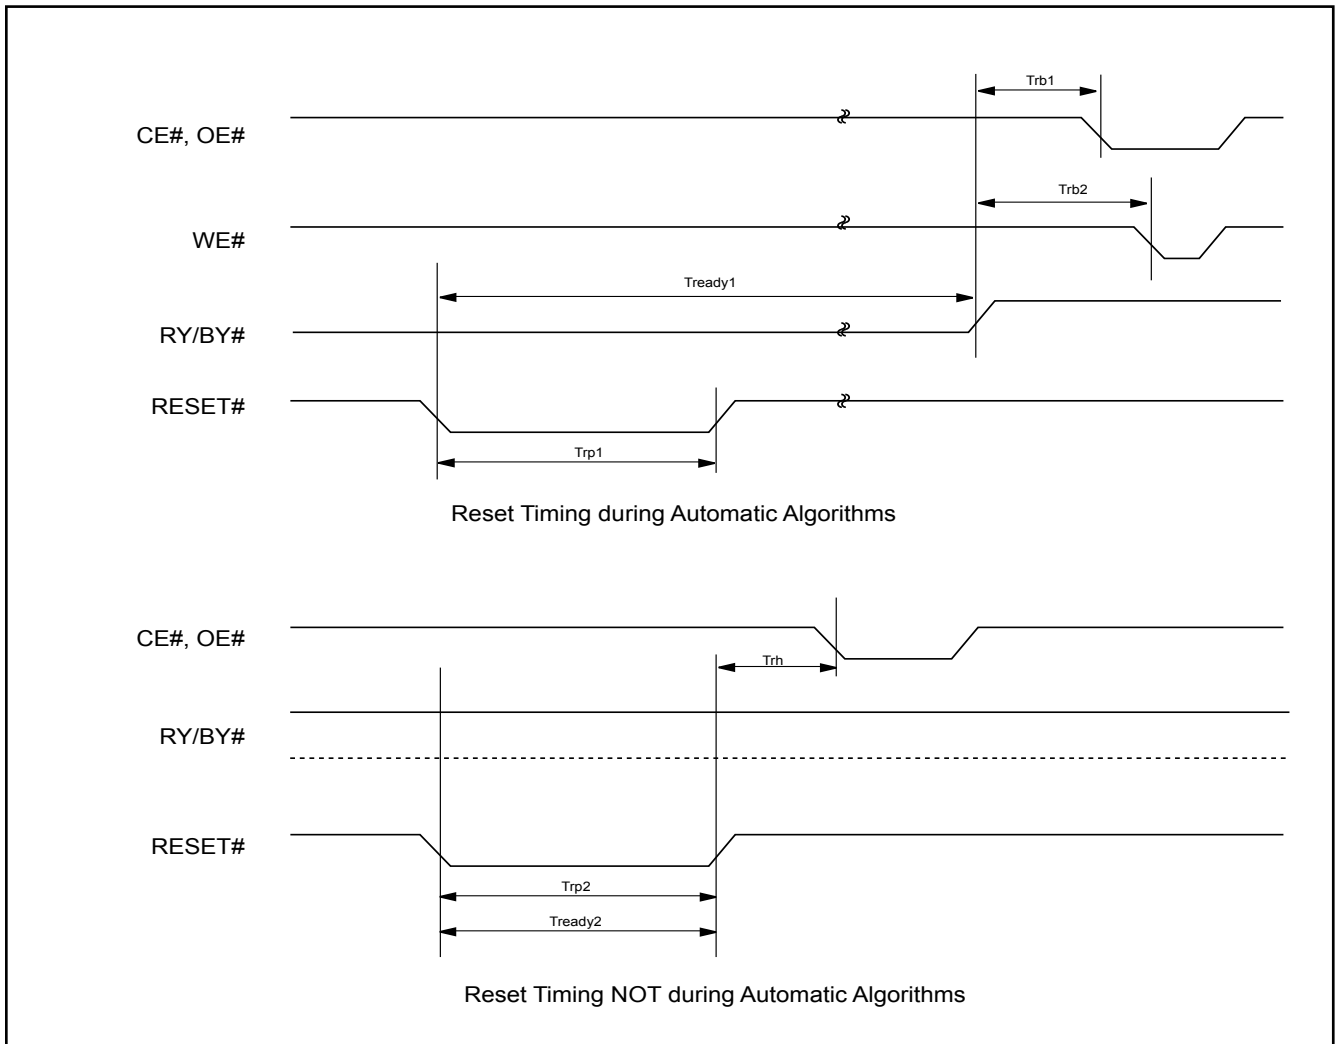 Trb1
CE#, OE#
Trb2
WE#
Tready1
RY/BY#
RESET#
Trp1
Reset Timing during Automatic Algorithms
CE#, OE#
Trh
RY/BY#
RESET#
Trp2
Tready2
Reset Timing NOT during Automatic Algorithms